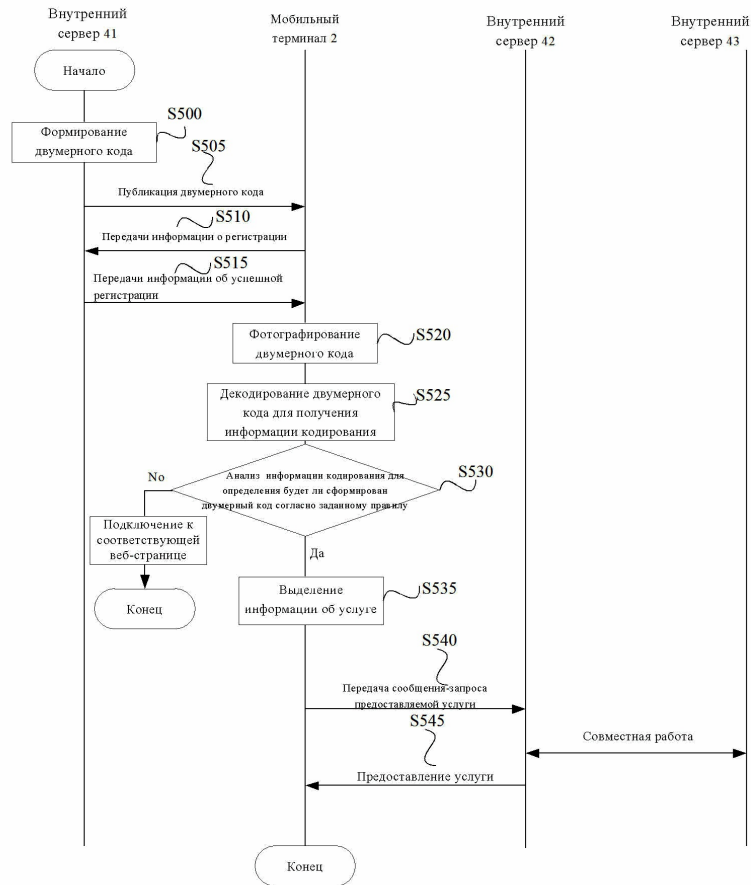 Внутренний
сервер 41
Мобильный
терминал 2
Внутренний
сервер 42
Внутренний
сервер 43
Начало
S500
Формирование
двумерного кода
S505
Публикация двумерного кода
S510
Передачи информации о регистрации
S515
Передачи информации об успешной
регистрации
Фотографирование
двумерного кода
S520
Декодирование двумерного
кода для получения
информации кодирования
S525
No
Анализ информации кодирования для
определения будет ли сформирован
двумерный код согласно заданному правилу
S530
Подключение к
соответствующей
веб-странице
Да
Конец
Выделение
информации об услуге
S535
S540
Передача сообщения-запроса
предоставляемой услуги
S545
Совместная работа
Предоставление услуги
Конец